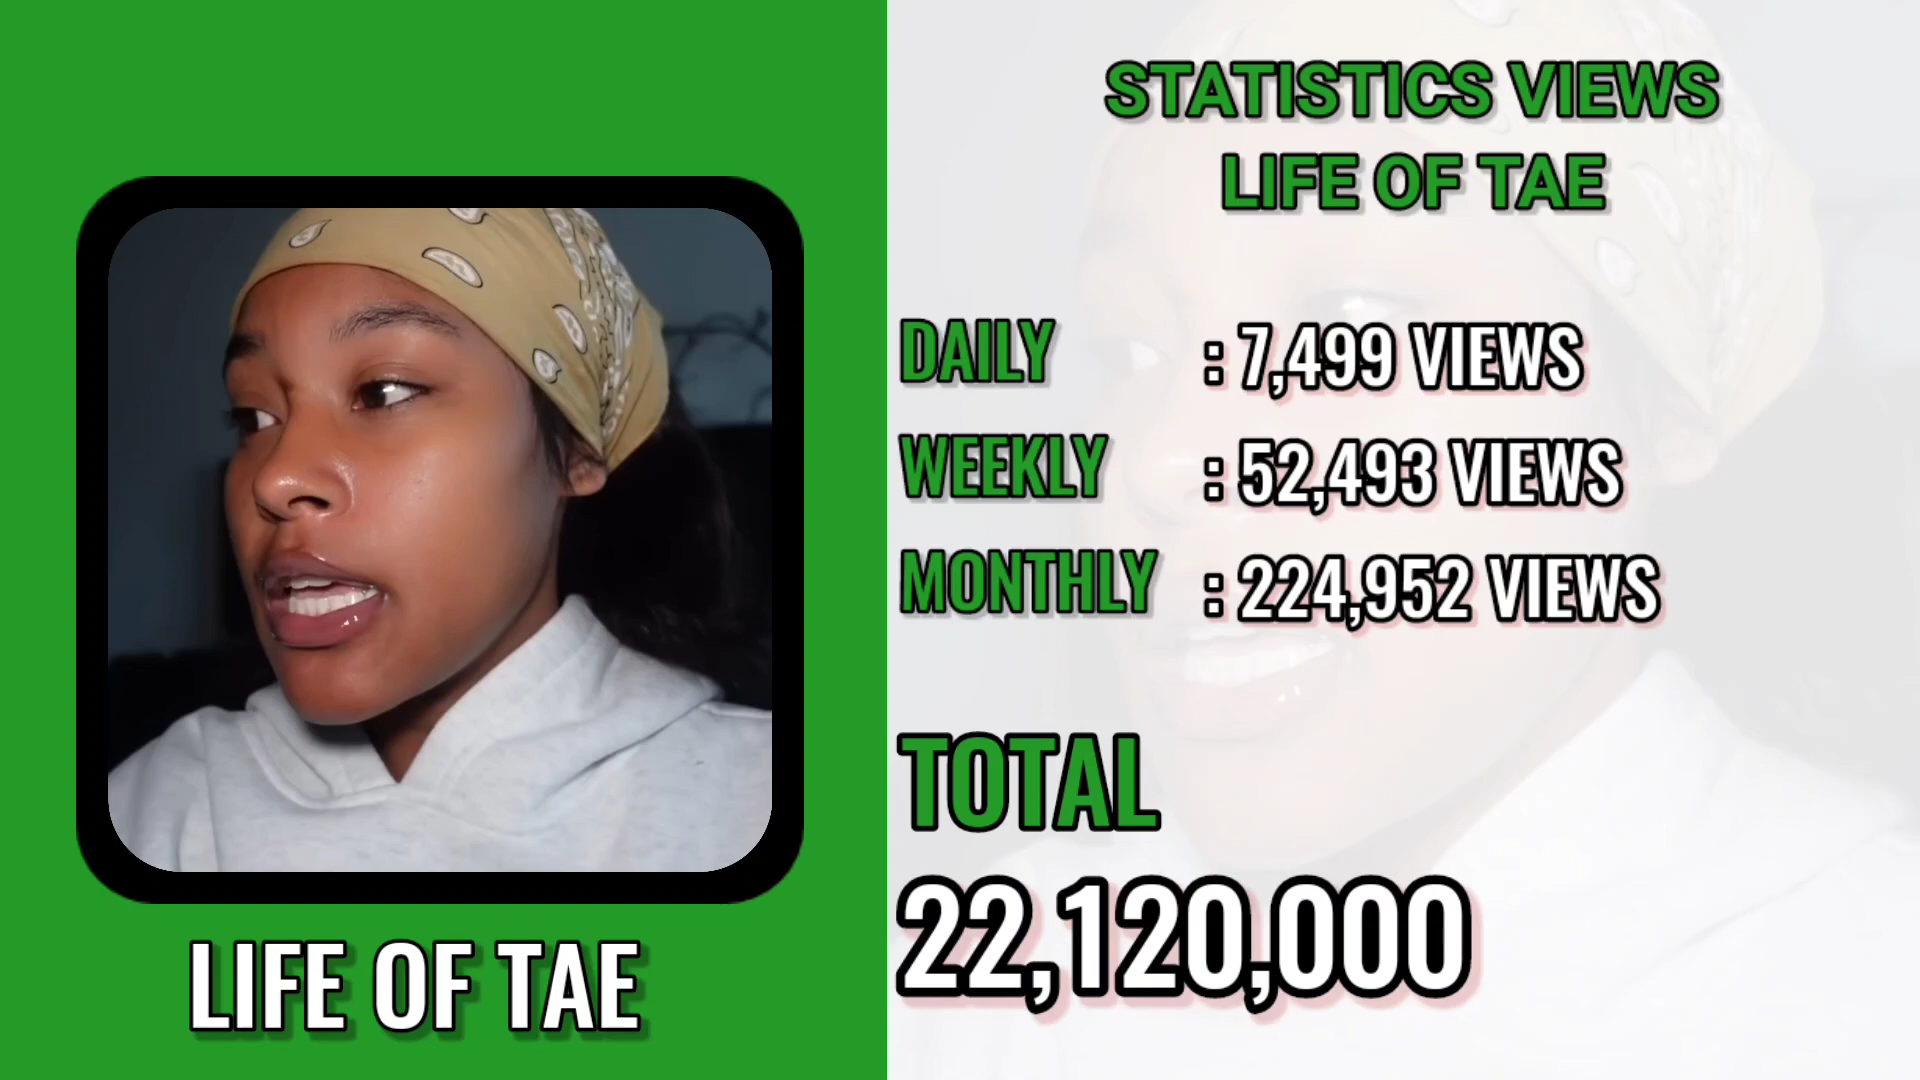 LIFE OF TAE
STATISTICS VIEWS
LIFE OF TAE
DAILY : 7,499 VIEWS
WEEKLY : 52,493 VIEWS
MONTHLY : 224,952 VIEWS
TOTAL
22,120,000